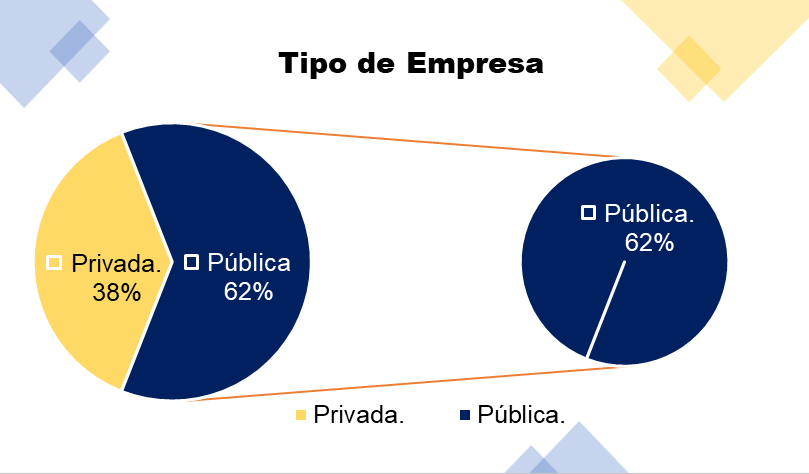 Tipo de Empresa
Privada.
38%
Pública
62%
Pública.
62%
Privada.
Pública.